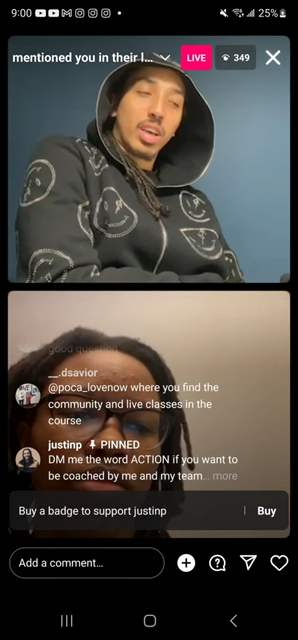 9:00
25%
mentioned you in their l...
LIVE
349
good question
__.dsavior
@poca_lovenow where you find the
community and live classes in the
course
justinp PINNED
DM me the word ACTION if you want to
be coached by me and my team... more
Buy a badge to support justinp
Buy
Add a comment...